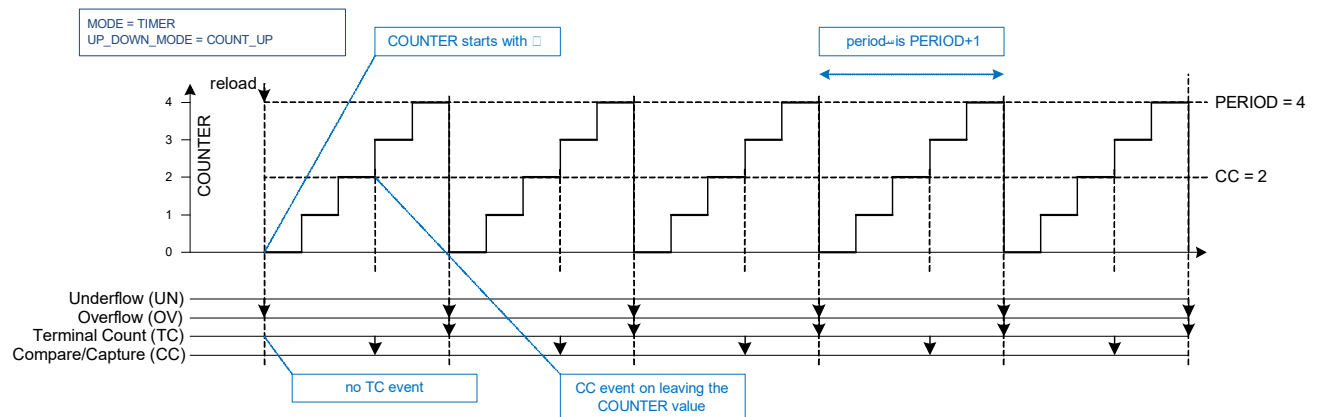 MODE = TIMER
UP_DOWN_MODE = COUNT_UP
COUNTER starts with
period is PERIOD+1
reload
4
3
2
1
0
COUNTER
PERIOD = 4
CC = 2
Underflow (UN)
Overflow (OV)
Terminal Count (TC)
Compare/Capture (CC)
no TC event
CC event on leaving the
COUNTER value